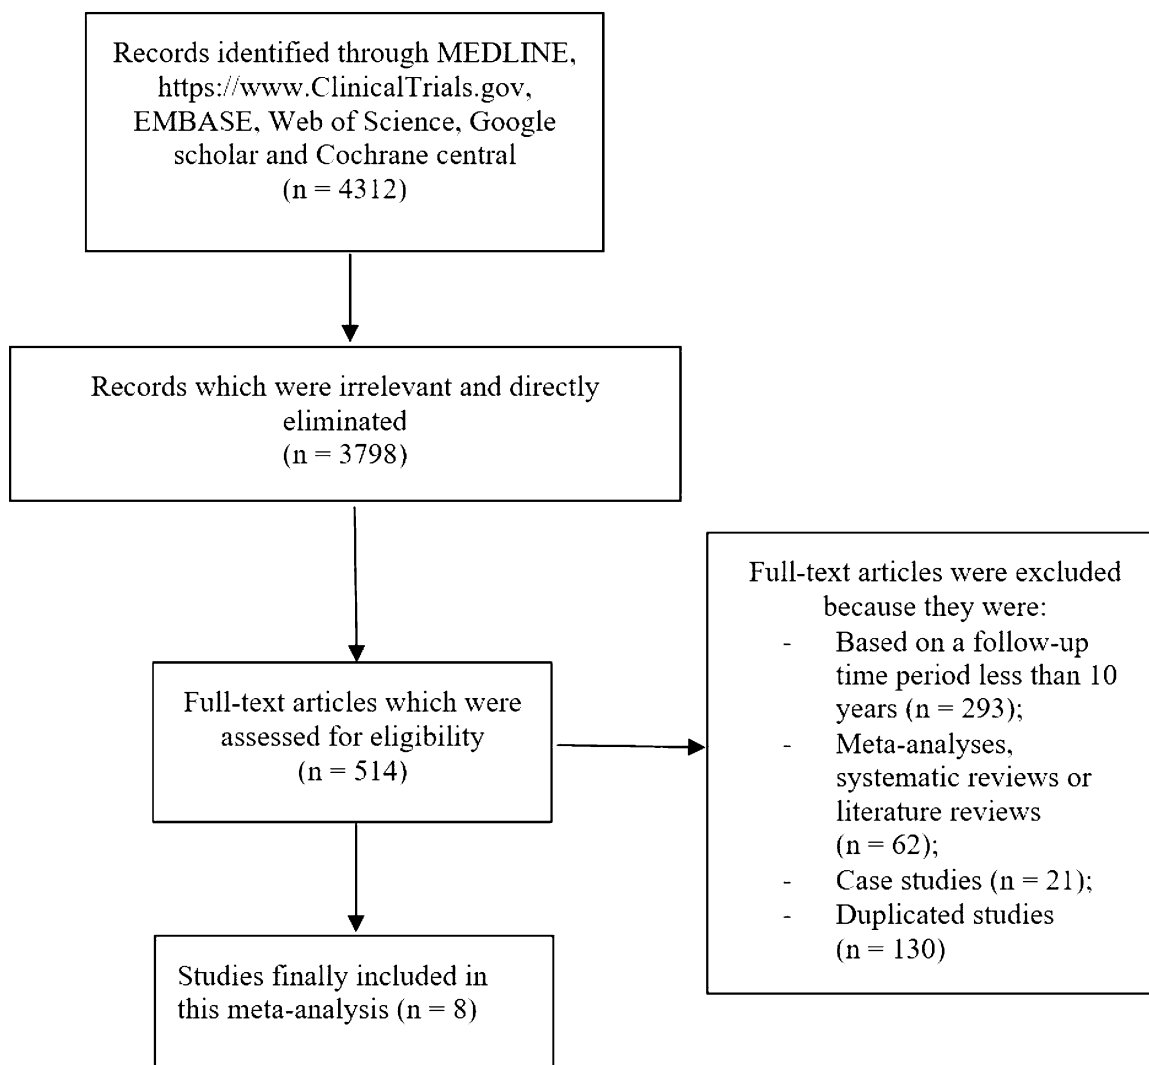 Records identified through MEDLINE,
https://www.ClinicalTrials.gov,
EMBASE, Web of Science, Google
scholar and Cochrane central
(n = 4312)
Records which were irrelevant and directly
eliminated
(n = 3798)
Full-text articles which were
assessed for eligibility
(n = 514)
Full-text articles were excluded
because they were:
- Based on a follow-up
time period less than 10
years (n = 293);
- Meta-analyses,
systematic reviews or
literature reviews
(n = 62);
- Case studies (n = 21);
- Duplicated studies
(n = 130)
Studies finally included in
this meta-analysis (n = 8)